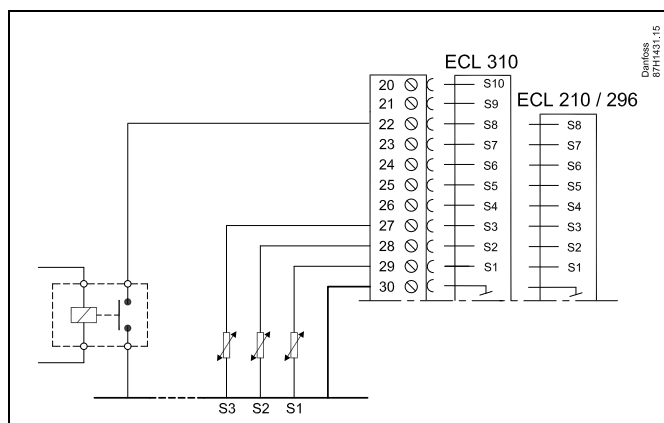 Danfoss
87H1431.15
ECL 310
ECL 210 / 296
20 S10
21 S9
22 S8 S8
23 S7 S7
24 S6 S6
25 S5 S5
26 S4 S4
27 S3 S3
28 S2 S2
29 S1 S1
30
S3 S2 S1